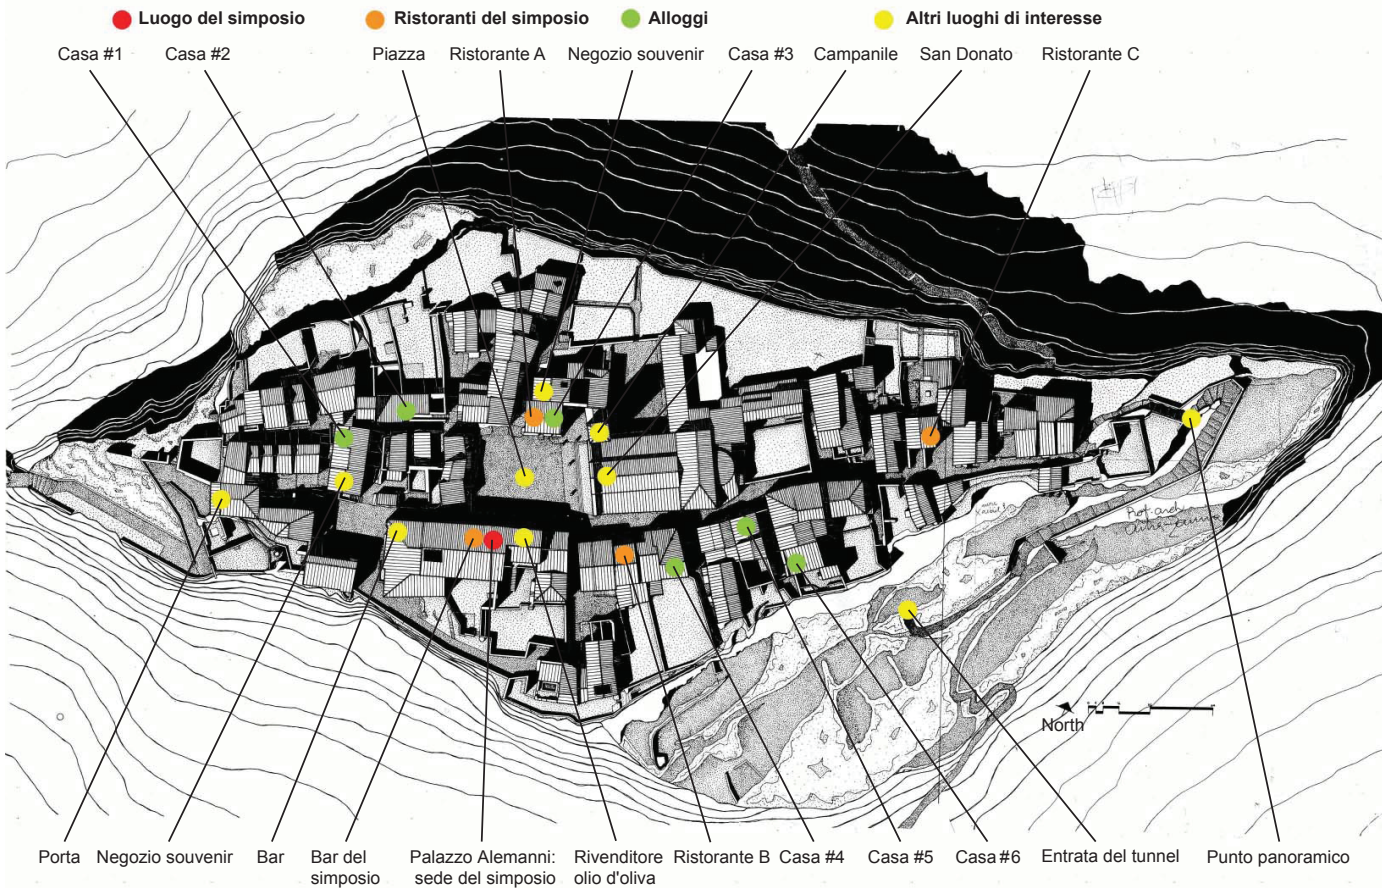 Luogo del simposio Ristoranti del simposio Alloggi Altri luoghi di interesse
Casa #1 Casa #2 Piazza Ristorante A Negozio souvenir Casa #3 Campanile San Donato Ristorante C
North
Porta Negozio souvenir Bar Bar del simposio Palazzo Alemanni: sede del simposio Rivenditore olio d'oliva Ristorante B Casa #4 Casa #5 Casa #6 Entrata del tunnel Punto panoramico